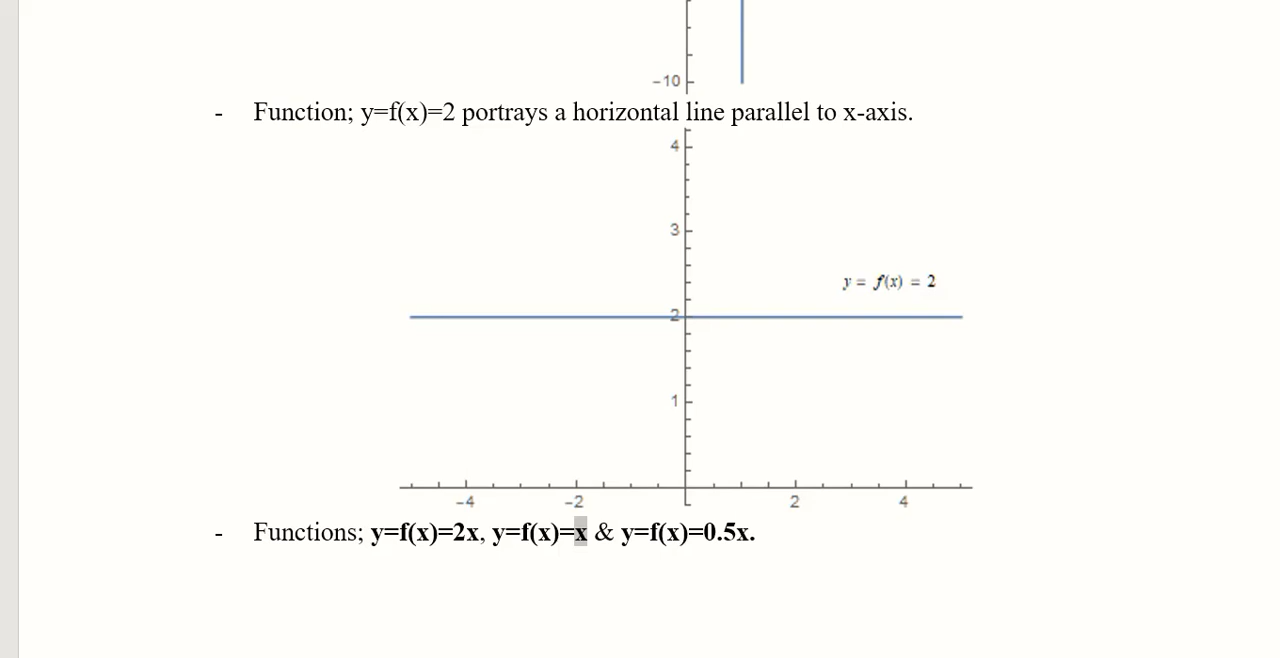 -10
- Function; y=f(x)=2 portrays a horizontal line parallel to x-axis.
4
3
y = f(x) = 2
2
1
-4 -2 2 4
- Functions; y=f(x)=2x, y=f(x)=x & y=f(x)=0.5x.